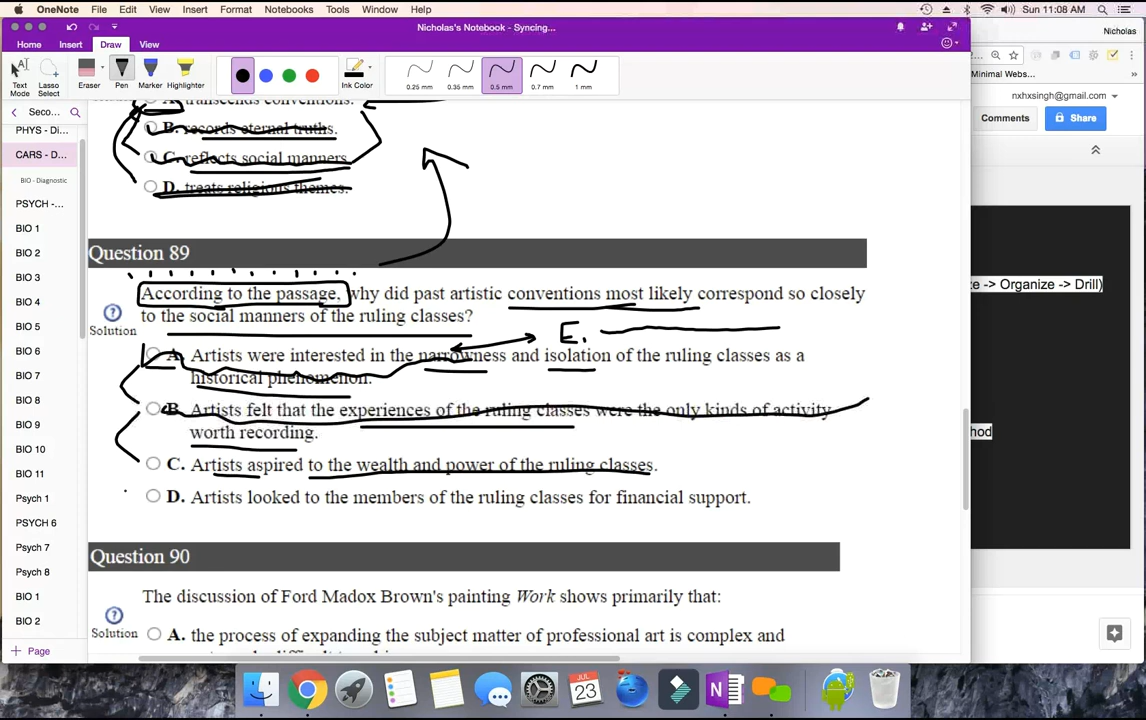 OneNote File Edit View Insert Format Notebooks Tools Window Help Sun 11:08 AM
Nicholas's Notebook - Syncing...
Nicholas
Home Insert Draw View
Text Mode Lasso Select Eraser Pen Marker Highlighter 0.25 mm 0.35 mm 0.5 mm 0.7 mm 1 mm Ink Color
Minimal Webs...
nxhxsingh@gmail.com
Comments Share
Seco...
PHYS - Di...
CARS - D...
BIO - Diagnostic
PSYCH -...
BIO 1
BIO 2
BIO 3
BIO 4
BIO 5
BIO 6
BIO 7
BIO 8
BIO 9
BIO 10
BIO 11
Psych 1
PSYCH 6
Psych 7
Psych 8
BIO 1
BIO 2
+ Page
A. transcends conventions.
B. records eternal truths.
C. reflects social manners
D. treats religious themes.
Question 89
According to the passage, why did past artistic conventions most likely correspond so closely
to the social manners of the ruling classes?
Solution
E.
A. Artists were interested in the narrowness and isolation of the ruling classes as a
historical phenomenon.
B. Artists felt that the experiences of the ruling classes were the only kinds of activity
worth recording.
C. Artists aspired to the wealth and power of the ruling classes.
D. Artists looked to the members of the ruling classes for financial support.
Question 90
The discussion of Ford Madox Brown's painting Work shows primarily that:
Solution
A. the process of expanding the subject matter of professional art is complex and
-> Organize -> Drill)
hod
JUL
23